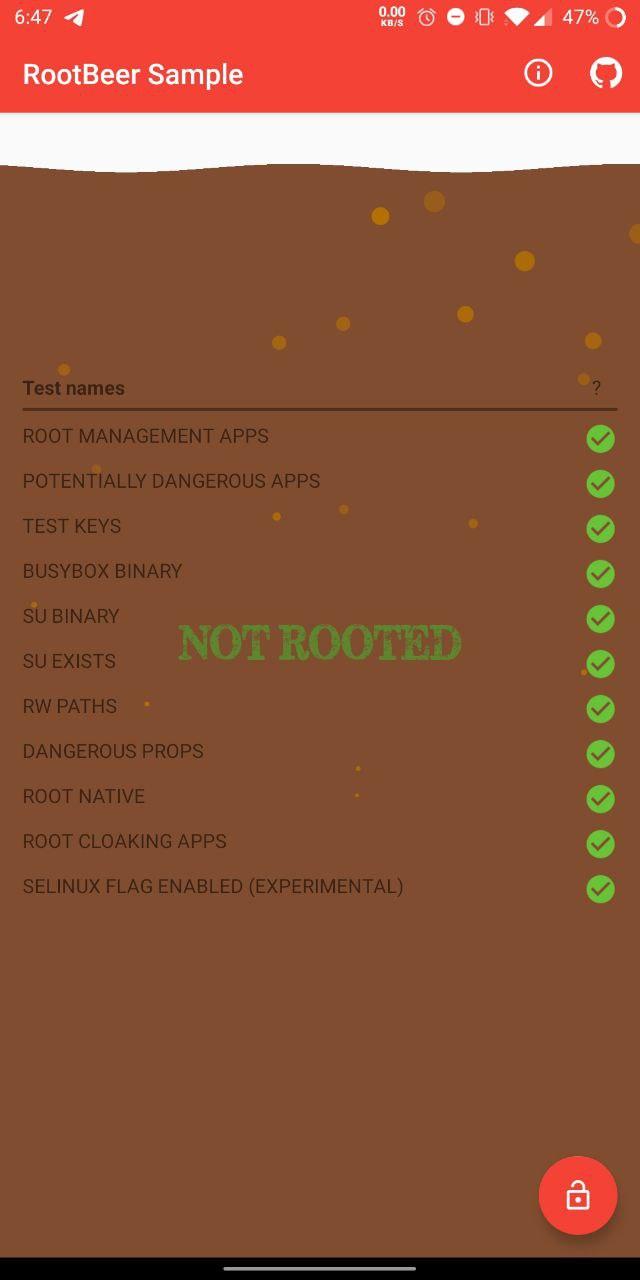 6:47 0.00 KB/S 47%
RootBeer Sample
Test names ?
ROOT MANAGEMENT APPS
POTENTIALLY DANGEROUS APPS
TEST KEYS
BUSYBOX BINARY
SU BINARY
NOT ROOTED
SU EXISTS
RW PATHS
DANGEROUS PROPS
ROOT NATIVE
ROOT CLOAKING APPS
SELINUX FLAG ENABLED (EXPERIMENTAL)